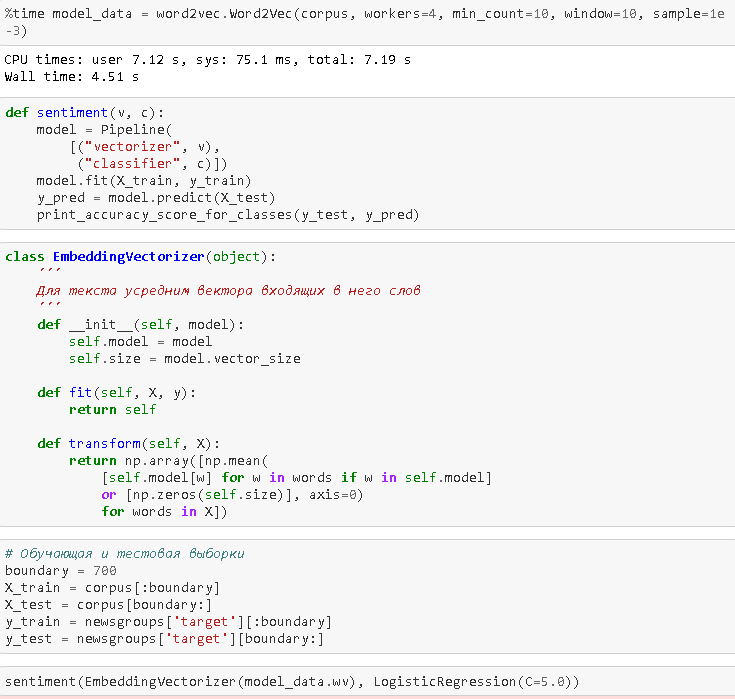 %time model_data = word2vec.Word2Vec(corpus, workers=4, min_count=10, window=10, sample=1e
-3)
CPU times: user 7.12 s, sys: 75.1 ms, total: 7.19 s
Wall time: 4.51 s
def sentiment(v, c):
    model = Pipeline(
        [("vectorizer", v),
         ("classifier", c)])
    model.fit(X_train, y_train)
    y_pred = model.predict(X_test)
    print_accuracy_score_for_classes(y_test, y_pred)
class EmbeddingVectorizer(object):
    '''
    Для текста усредним вектора входящих в него слов
    '''
    def __init__(self, model):
        self.model = model
        self.size = model.vector_size
    def fit(self, X, y):
        return self
    def transform(self, X):
        return np.array([np.mean(
            [self.model[w] for w in words if w in self.model]
            or [np.zeros(self.size)], axis=0)
            for words in X])
# Обучающая и тестовая выборки
boundary = 700
X_train = corpus[:boundary]
X_test = corpus[boundary:]
y_train = newsgroups['target'][:boundary]
y_test = newsgroups['target'][boundary:]
sentiment(EmbeddingVectorizer(model_data.wv), LogisticRegression(C=5.0))